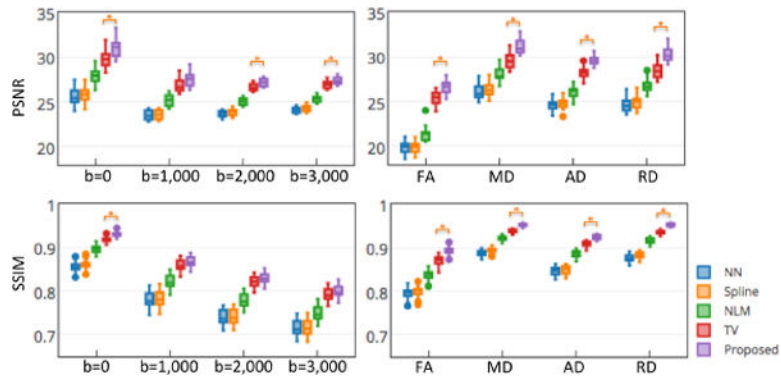 PSNR
35
30
25
20
b=0 b=1,000 b=2,000 b=3,000
35
30
25
20
FA MD AD RD
SSIM
1
0.9
0.8
0.7
b=0 b=1,000 b=2,000 b=3,000
1
0.9
0.8
0.7
FA MD AD RD
NN
Spline
NLM
TV
Proposed